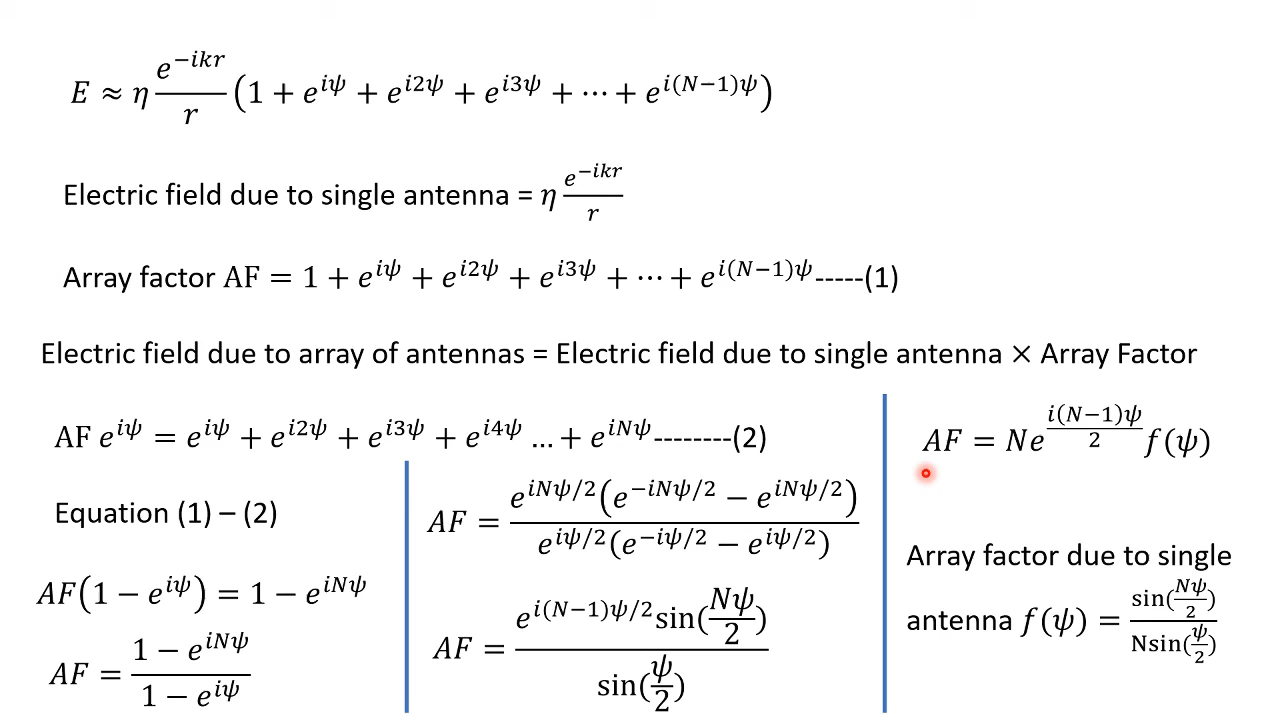 E ≈ η e^{−ikr}/r (1 + e^{iψ} + e^{i2ψ} + e^{i3ψ} + ⋯ + e^{i(N−1)ψ})
Electric field due to single antenna = η e^{−ikr}/r
Array factor AF = 1 + e^{iψ} + e^{i2ψ} + e^{i3ψ} + ⋯ + e^{i(N−1)ψ}-----(1)
Electric field due to array of antennas = Electric field due to single antenna × Array Factor
AF e^{iψ} = e^{iψ} + e^{i2ψ} + e^{i3ψ} + e^{i4ψ} … + e^{iNψ}--------(2)
Equation (1) – (2)
AF(1 − e^{iψ}) = 1 − e^{iNψ}
AF = (1 − e^{iNψ})/(1 − e^{iψ})
AF = e^{iNψ/2}(e^{−iNψ/2} − e^{iNψ/2})/e^{iψ/2}(e^{−iψ/2} − e^{iψ/2})
AF = e^{i(N−1)ψ/2}sin(Nψ/2)/sin(ψ/2)
AF = Ne^{i(N−1)ψ/2}f(ψ)
Array factor due to single
antenna f(ψ) = sin(Nψ/2)/Nsin(ψ/2)